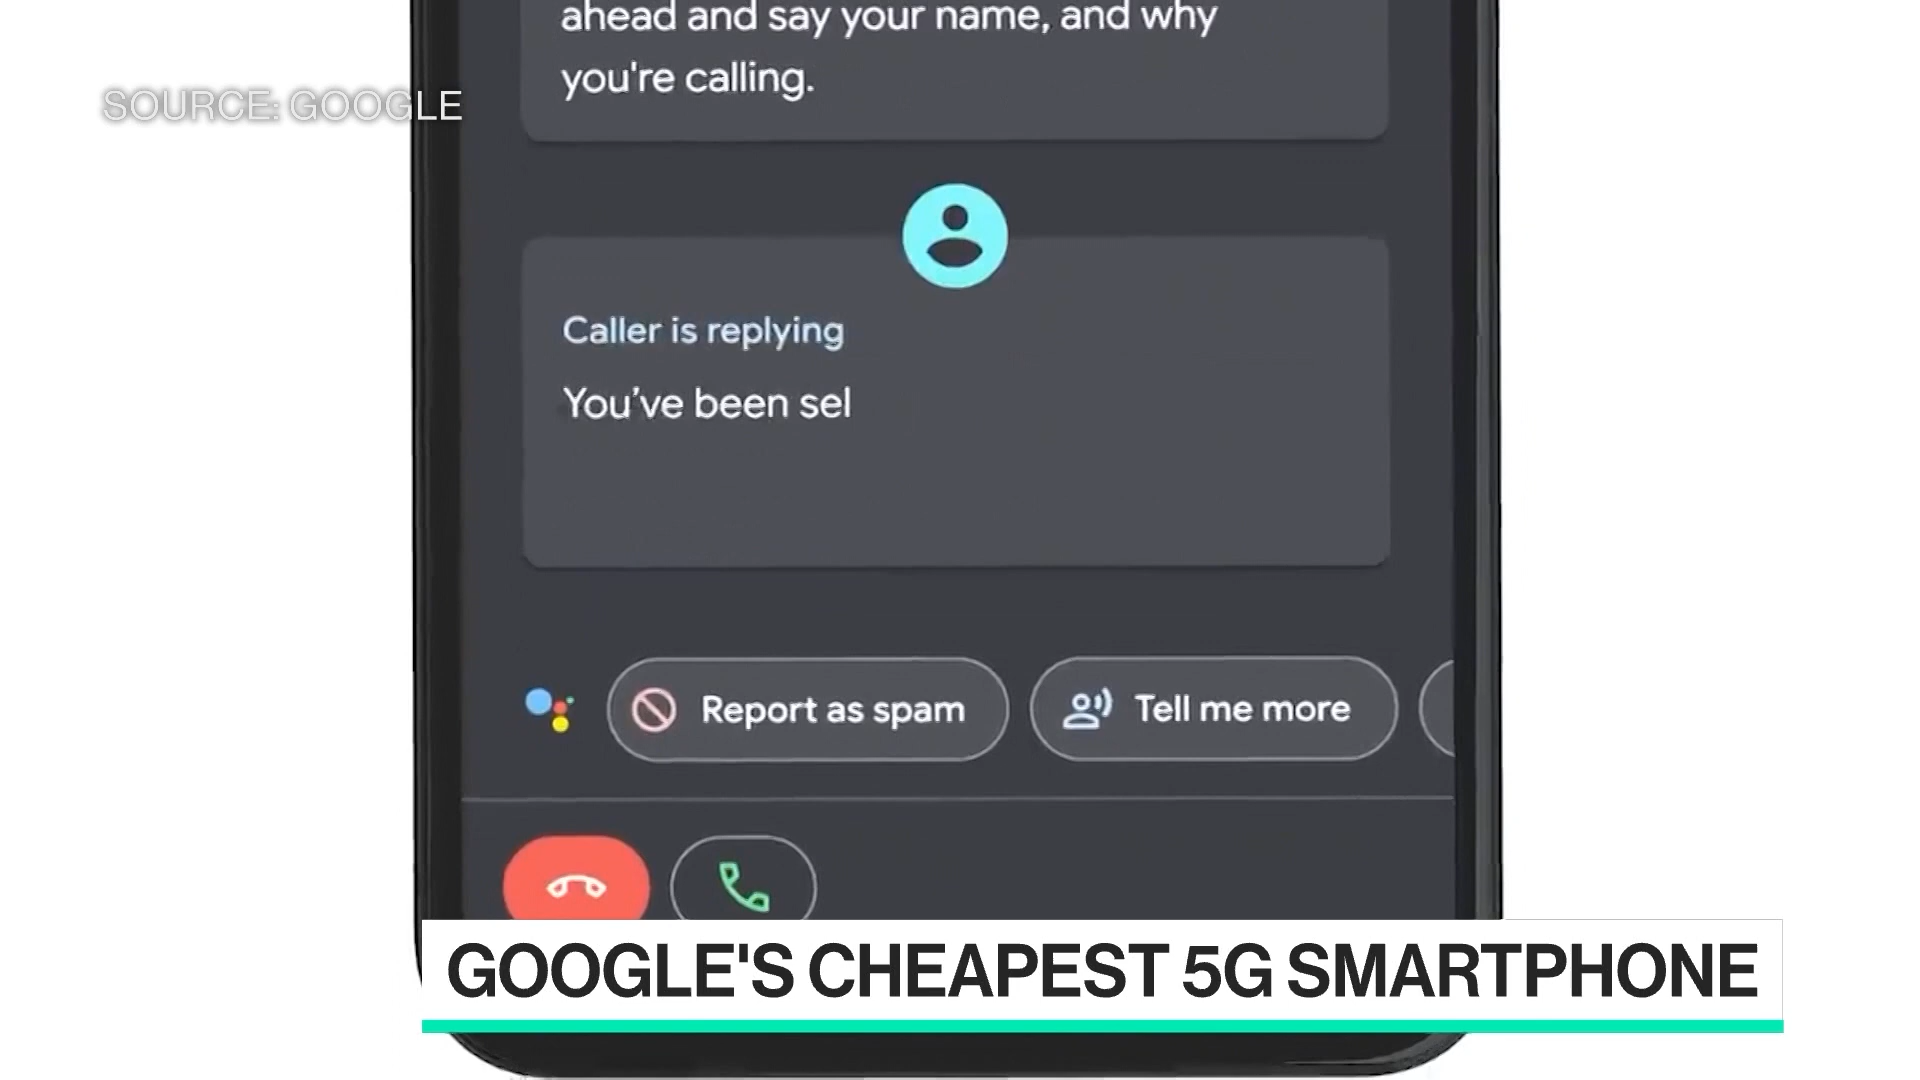 ahead and say your name, and why
you're calling.
SOURCE: GOOGLE
Caller is replying
You've been sel
Report as spam
Tell me more
GOOGLE'S CHEAPEST 5G SMARTPHONE